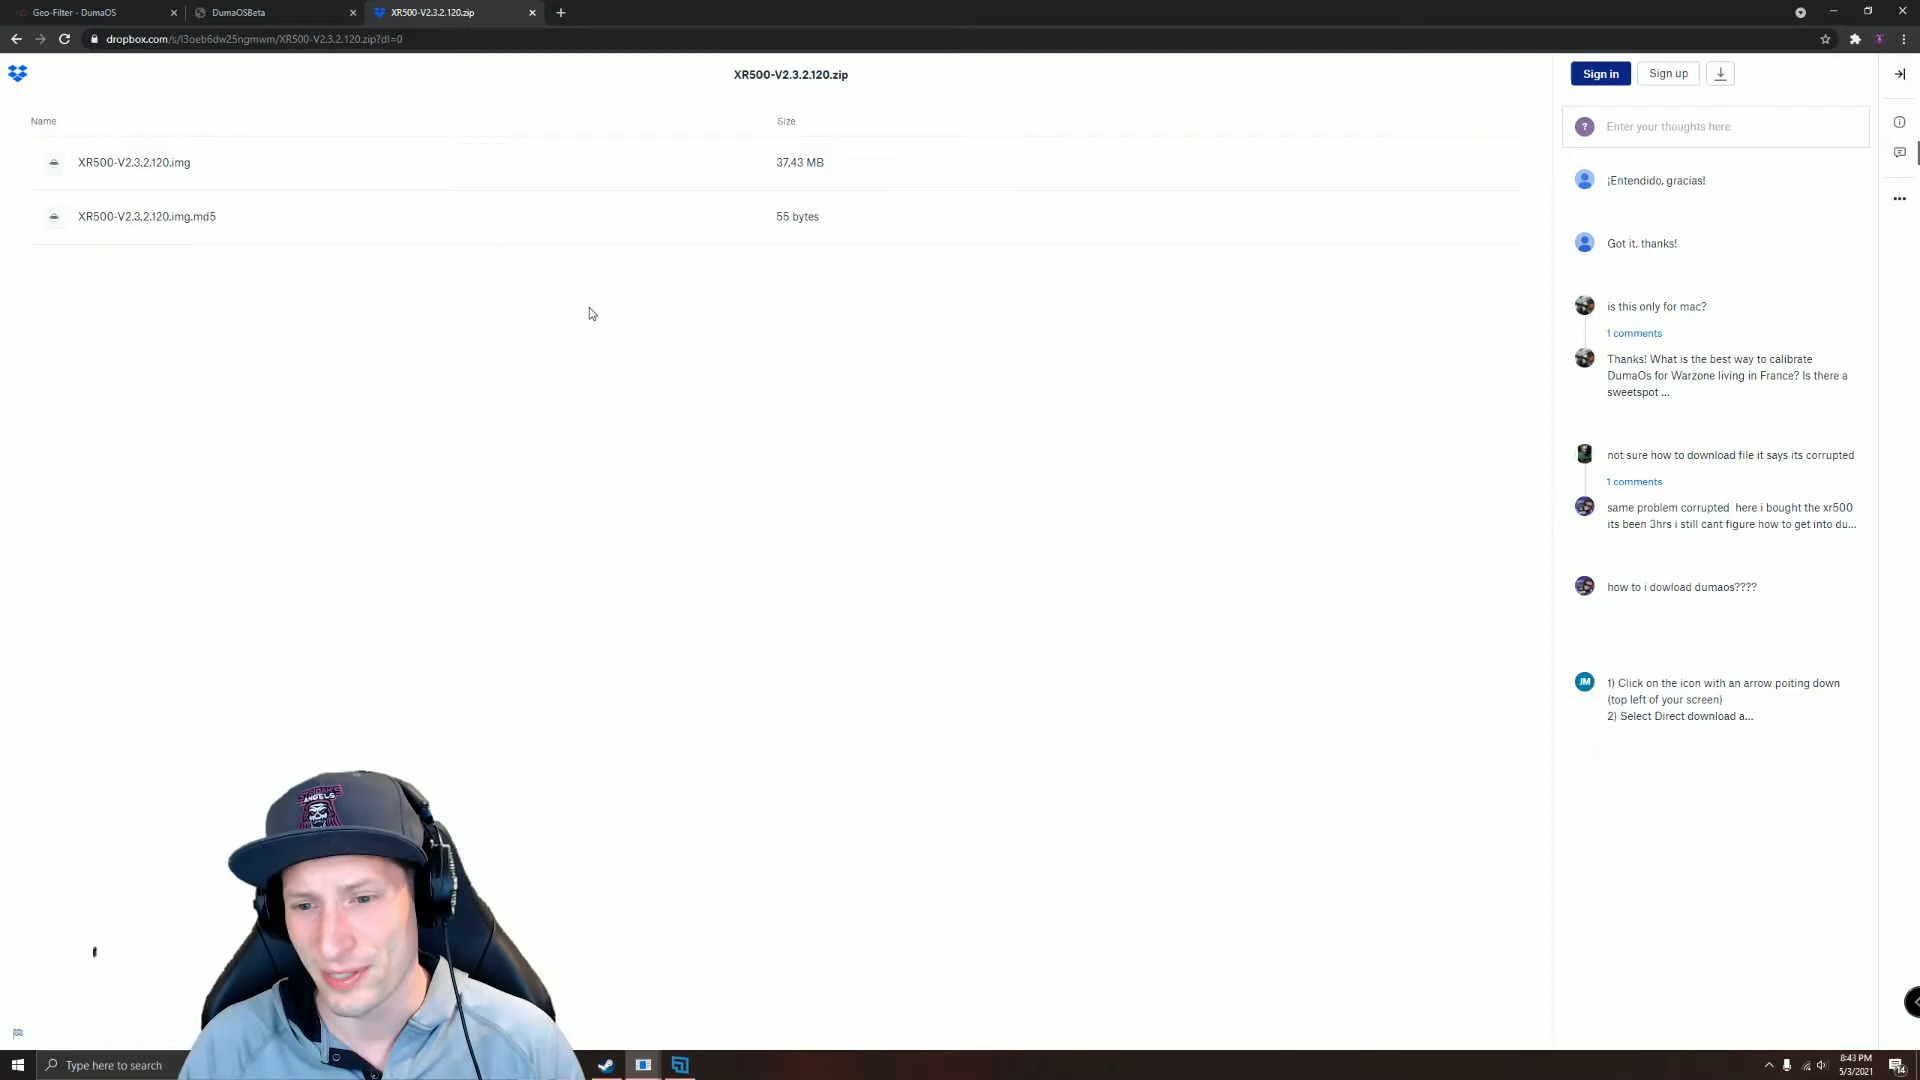 Geo-Filter - DumaOS
DumaOSBeta
XR500-V2.3.2.120.zip
dropbox.com/s/l3oeb6dw25ngmwm/XR500-V2.3.2.120.zip?dl=0
XR500-V2.3.2.120.zip
Sign in
Sign up
Name
Size
XR500-V2.3.2.120.img
37.43 MB
XR500-V2.3.2.120.img.md5
55 bytes
?
Enter your thoughts here
¡Entendido, gracias!
Got it, thanks!
is this only for mac?
1 comments
Thanks! What is the best way to calibrate
DumaOs for Warzone living in France? Is there a
sweetspot ...
not sure how to download file it says its corrupted
1 comments
same problem corrupted here i bought the xr500
its been 3hrs i still cant figure how to get into du...
how to i dowload dumaos????
JM
1) Click on the icon with an arrow poiting down
(top left of your screen)
2) Select Direct download a...
ANGELS
Type here to search
8:43 PM
5/3/2021
14